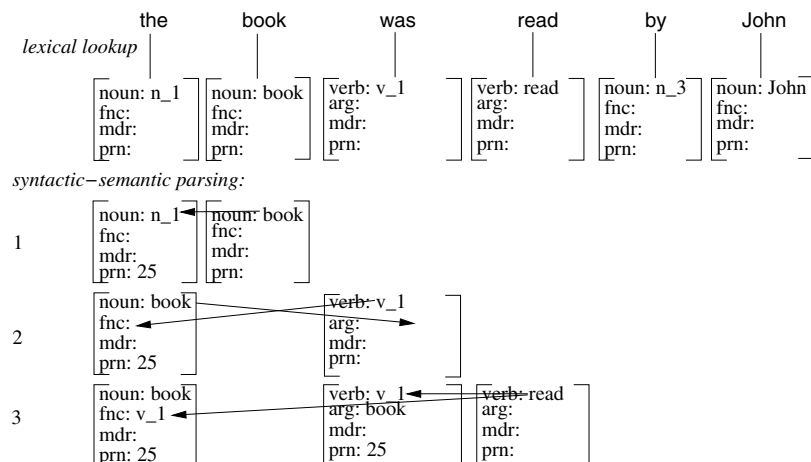 the book was read by John
lexical lookup
noun: n_1 noun: book verb: v_1 verb: read noun: n_3 noun: John
fnc: fnc: arg: arg: fnc: fnc:
mdr: mdr: mdr: mdr: mdr: mdr:
prn: prn: prn: prn: prn: prn:
syntactic−semantic parsing:
1
noun: n_1 noun: book
fnc: fnc:
mdr: mdr:
prn: 25 prn:
2
noun: book verb: v_1
fnc: arg:
mdr: mdr:
prn: 25 prn:
3
noun: book verb: v_1 verb: read
fnc: v_1 arg: book arg:
mdr: mdr: mdr:
prn: 25 prn: 25 prn: